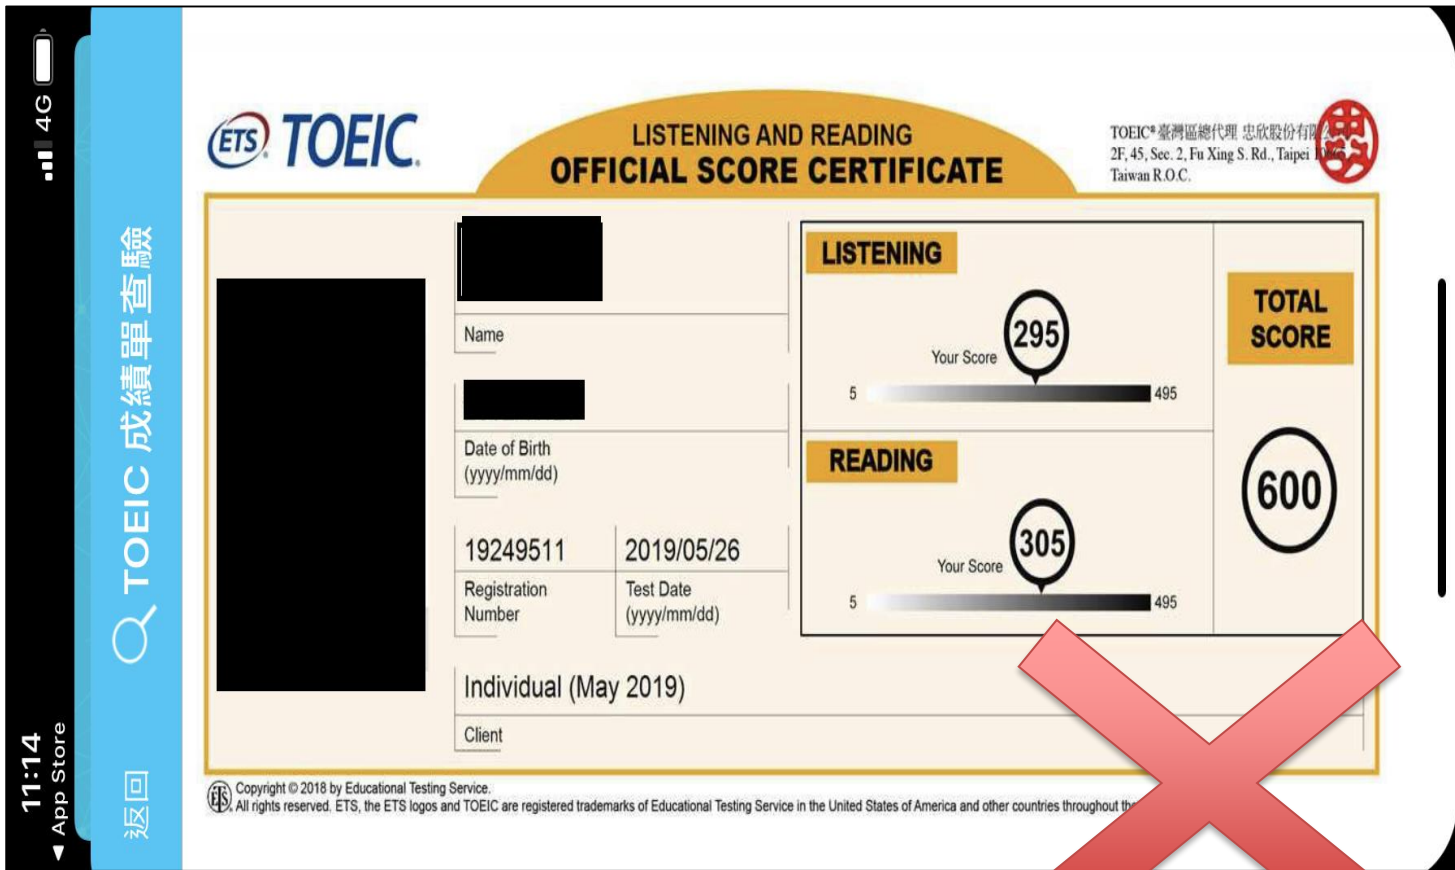 11:14
4G
◀ App Store
返回
TOEIC 成績單查驗
ETS TOEIC.
LISTENING AND READING
OFFICIAL SCORE CERTIFICATE
TOEIC® 臺灣區總代理 忠欣股份有限
2F, 45, Sec. 2, Fu Xing S. Rd., Taipei
Taiwan R.O.C.
Name
Date of Birth
(yyyy/mm/dd)
19249511
Registration
Number
2019/05/26
Test Date
(yyyy/mm/dd)
Individual (May 2019)
Client
LISTENING
295
Your Score
5
495
READING
305
Your Score
5
495
TOTAL
SCORE
600
ETS
Copyright © 2018 by Educational Testing Service.
All rights reserved. ETS, the ETS logos and TOEIC are registered trademarks of Educational Testing Service in the United States of America and other countries throughout